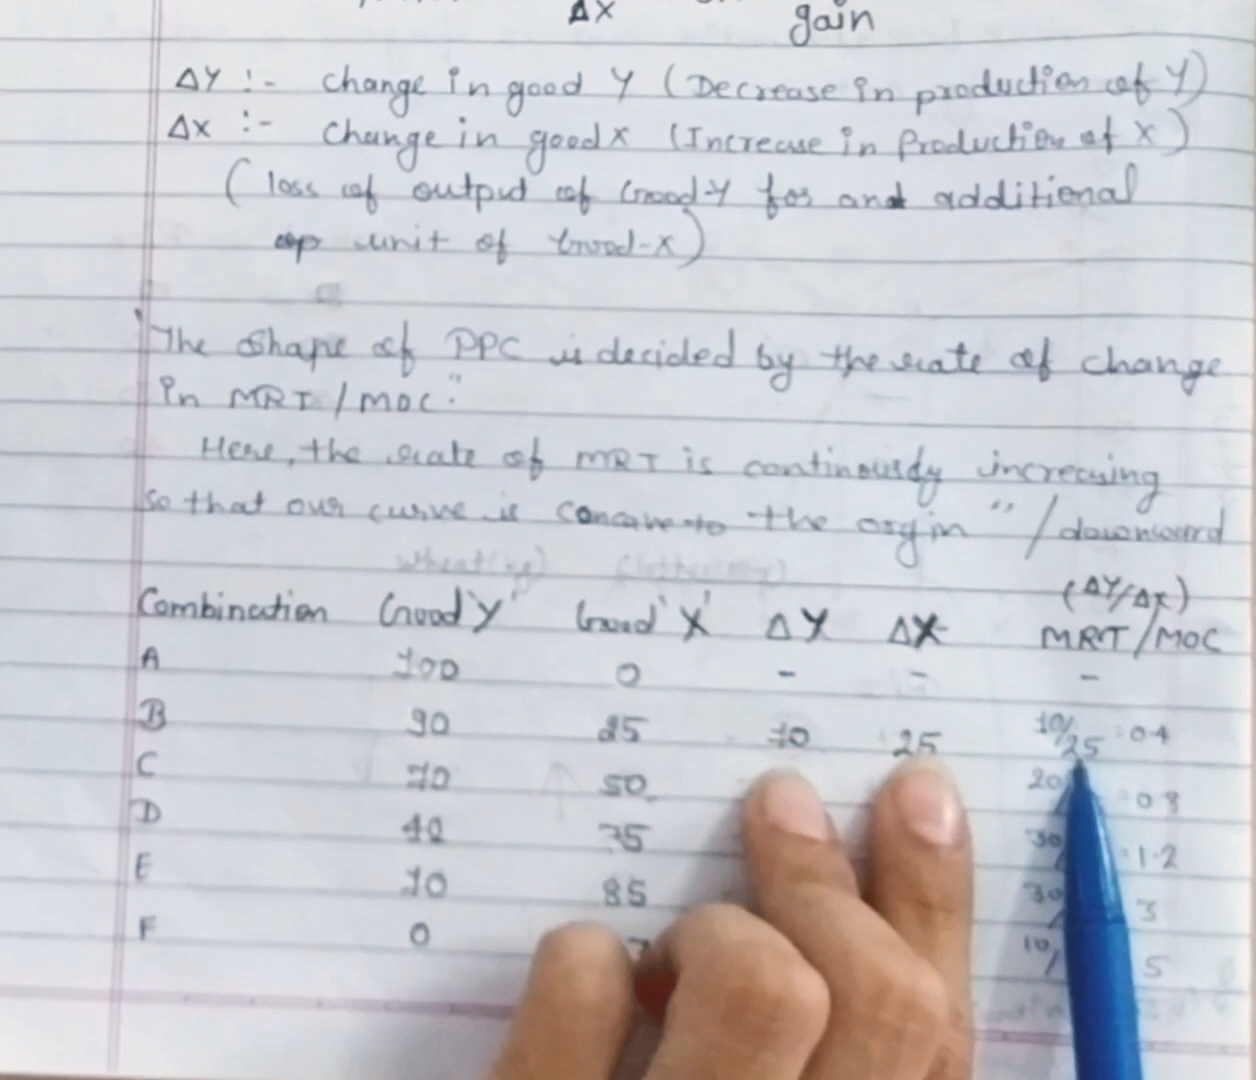 ΔX gain
ΔY :- change in good Y (Decrease in production of Y)
ΔX :- change in good X (Increase in Production of X)
(loss of output of Good-Y for and additional
unit of Good-X)
"The Shape of PPC is decided by the rate of change
in MRT/MOC."
Here, the rate of MRT is continously increasing
so that our curve is concave to the orgin "/downward
wheat(kg)
(ΔY/ΔX)
Combination Good 'Y' Good 'X' ΔY ΔX MRT/MOC
A 100 0 - - -
B 90 25 10 25 10/25 = 0.4
C 70 50 20/ = 0.8
D 40 75 30/ = 1.2
E 10 85 30/ 3
F 0 10/ 5